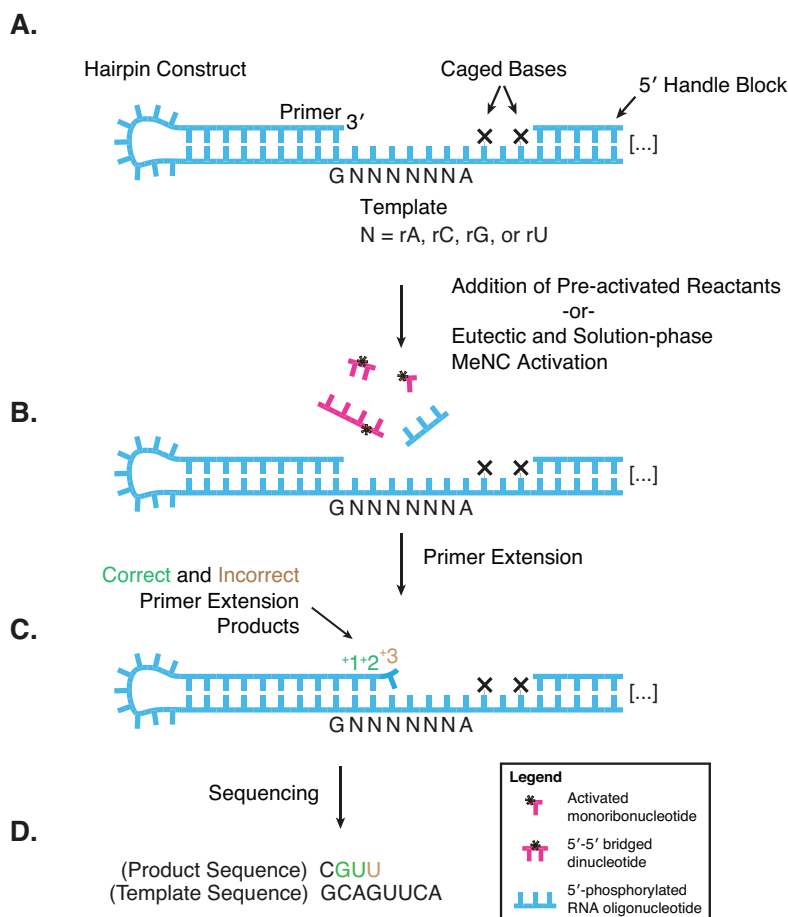 A.
Hairpin Construct
Caged Bases
5′ Handle Block
Primer
3′
[...]
GNNNNNNA
Template
N = rA, rC, rG, or rU
Addition of Pre-activated Reactants
-or-
Eutectic and Solution-phase
MeNC Activation
B.
[...]
GNNNNNNA
Primer Extension
Correct and Incorrect
Primer Extension
Products
C.
+1+2+3
[...]
GNNNNNNA
Sequencing
D.
(Product Sequence) CGUU
(Template Sequence) GCAGUUCA
Legend
Activated
monoribonucleotide
5′-5′ bridged
dinucleotide
5′-phosphorylated
RNA oligonucleotide